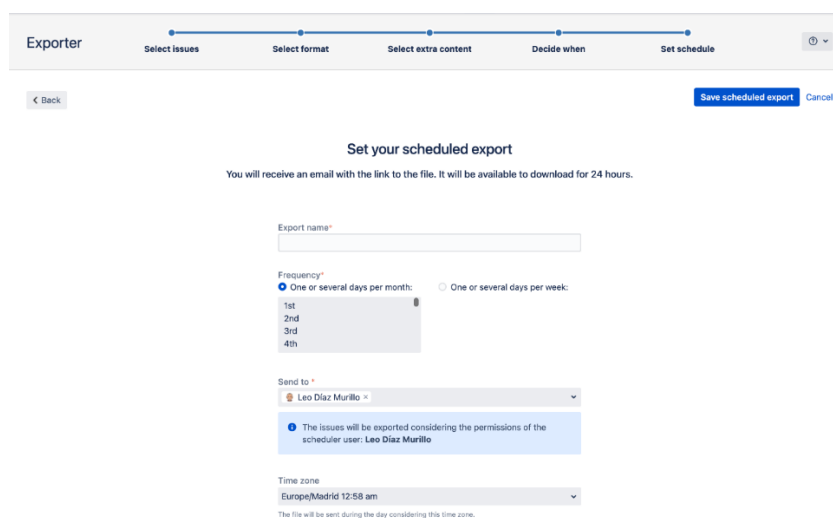 Exporter
Select issues
Select format
Select extra content
Decide when
Set schedule
Back
Save scheduled export
Cancel
Set your scheduled export
You will receive an email with the link to the file. It will be available to download for 24 hours.
Export name*
Frequency*
One or several days per month:
One or several days per week:
1st
2nd
3rd
4th
Send to *
Leo Díaz Murillo ×
The issues will be exported considering the permissions of the
scheduler user: Leo Díaz Murillo
Time zone
Europe/Madrid 12:58 am
The file will be sent during the day considering this time zone.